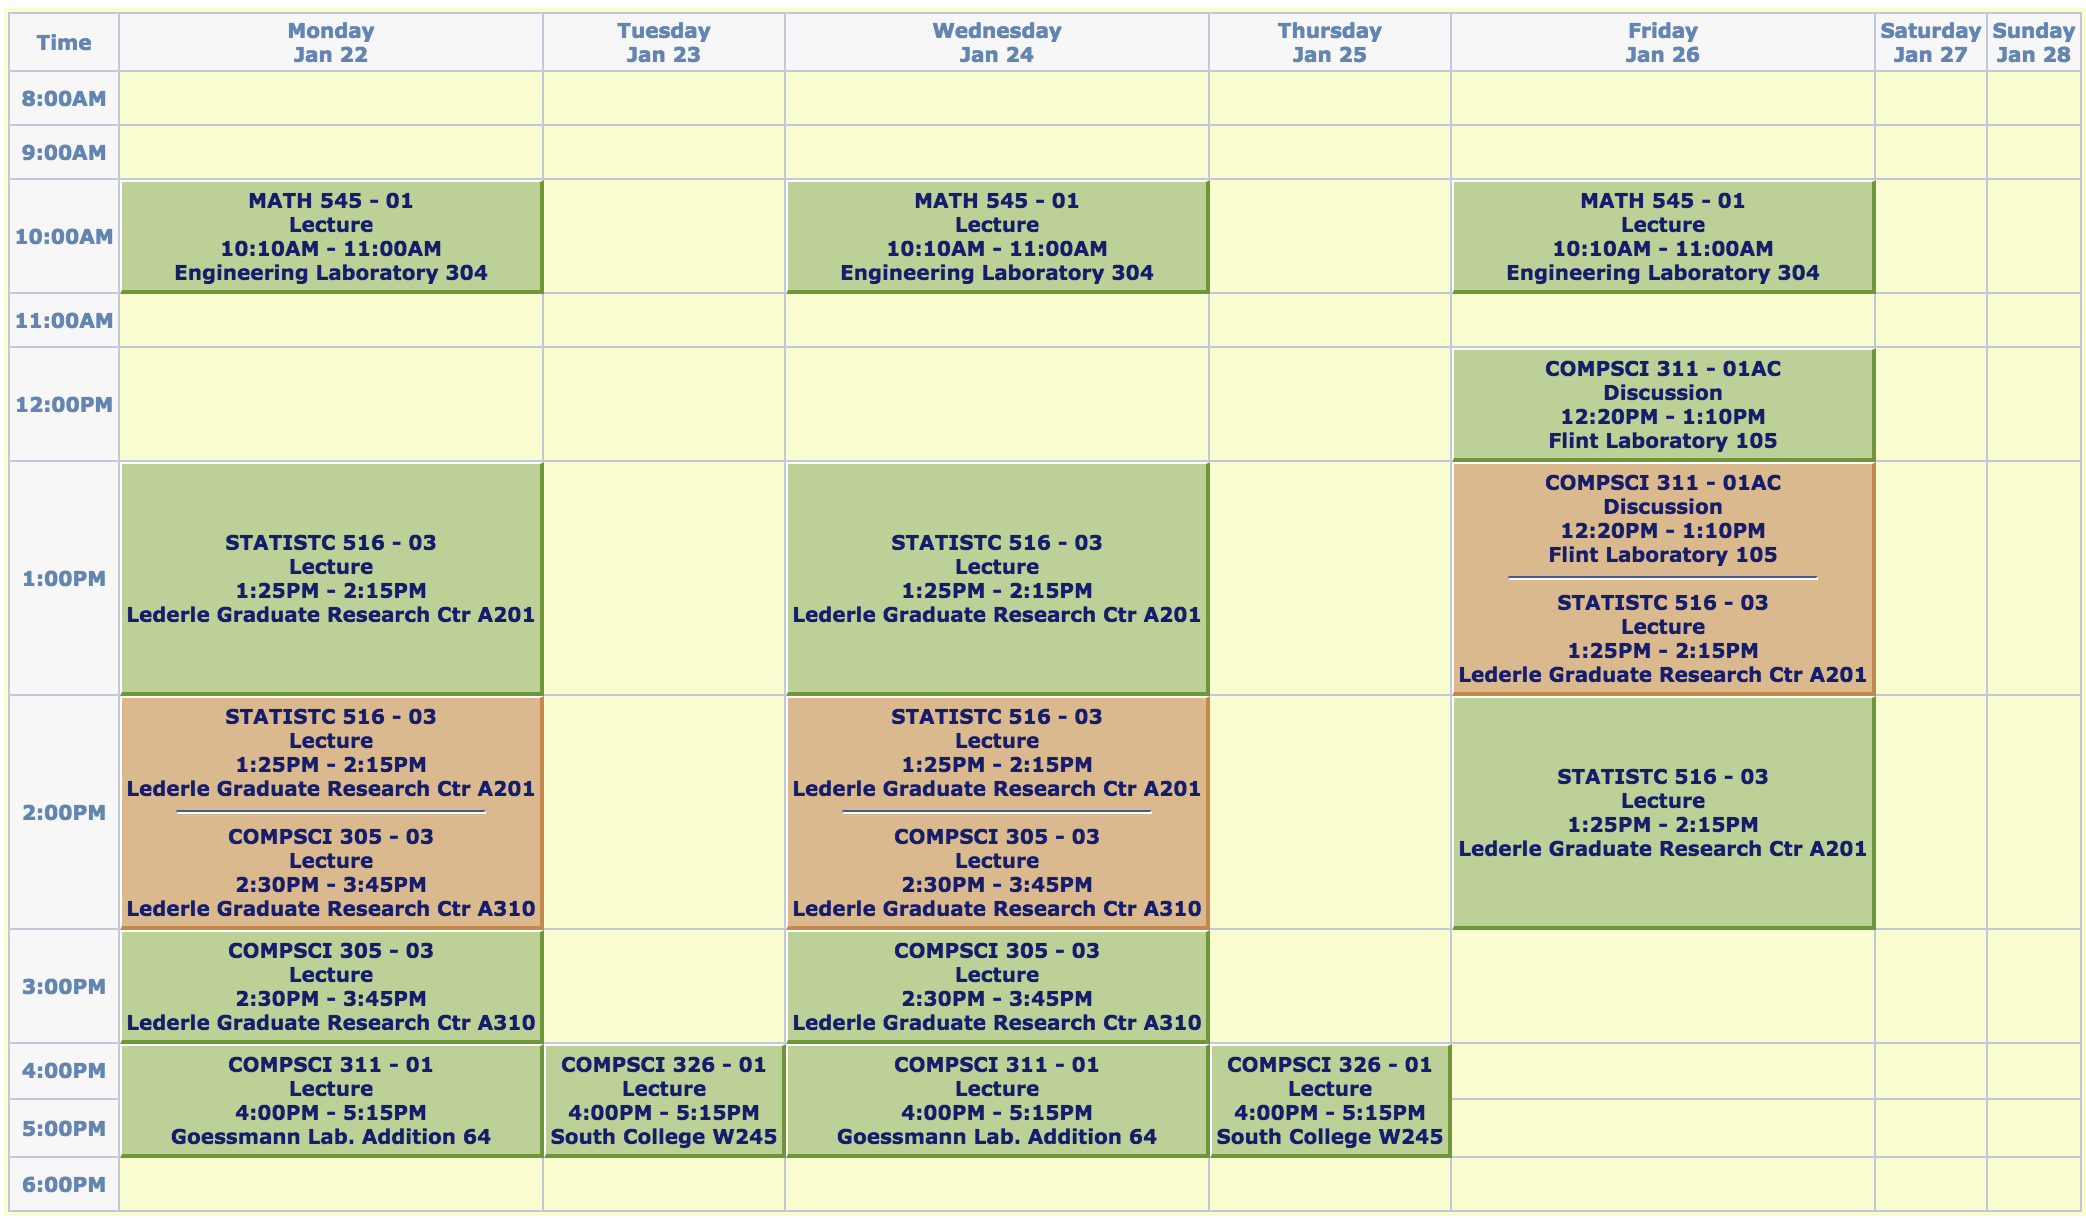 Time
Monday
Jan 22
Tuesday
Jan 23
Wednesday
Jan 24
Thursday
Jan 25
Friday
Jan 26
Saturday
Jan 27
Sunday
Jan 28
8:00AM
9:00AM
10:00AM
MATH 545 - 01
Lecture
10:10AM - 11:00AM
Engineering Laboratory 304
MATH 545 - 01
Lecture
10:10AM - 11:00AM
Engineering Laboratory 304
MATH 545 - 01
Lecture
10:10AM - 11:00AM
Engineering Laboratory 304
11:00AM
12:00PM
COMPSCI 311 - 01AC
Discussion
12:20PM - 1:10PM
Flint Laboratory 105
1:00PM
STATISTC 516 - 03
Lecture
1:25PM - 2:15PM
Lederle Graduate Research Ctr A201
STATISTC 516 - 03
Lecture
1:25PM - 2:15PM
Lederle Graduate Research Ctr A201
COMPSCI 311 - 01AC
Discussion
12:20PM - 1:10PM
Flint Laboratory 105
STATISTC 516 - 03
Lecture
1:25PM - 2:15PM
Lederle Graduate Research Ctr A201
2:00PM
STATISTC 516 - 03
Lecture
1:25PM - 2:15PM
Lederle Graduate Research Ctr A201
COMPSCI 305 - 03
Lecture
2:30PM - 3:45PM
Lederle Graduate Research Ctr A310
STATISTC 516 - 03
Lecture
1:25PM - 2:15PM
Lederle Graduate Research Ctr A201
COMPSCI 305 - 03
Lecture
2:30PM - 3:45PM
Lederle Graduate Research Ctr A310
STATISTC 516 - 03
Lecture
1:25PM - 2:15PM
Lederle Graduate Research Ctr A201
3:00PM
COMPSCI 305 - 03
Lecture
2:30PM - 3:45PM
Lederle Graduate Research Ctr A310
COMPSCI 305 - 03
Lecture
2:30PM - 3:45PM
Lederle Graduate Research Ctr A310
4:00PM
COMPSCI 311 - 01
Lecture
4:00PM - 5:15PM
Goessmann Lab. Addition 64
COMPSCI 326 - 01
Lecture
4:00PM - 5:15PM
South College W245
COMPSCI 311 - 01
Lecture
4:00PM - 5:15PM
Goessmann Lab. Addition 64
COMPSCI 326 - 01
Lecture
4:00PM - 5:15PM
South College W245
5:00PM
6:00PM